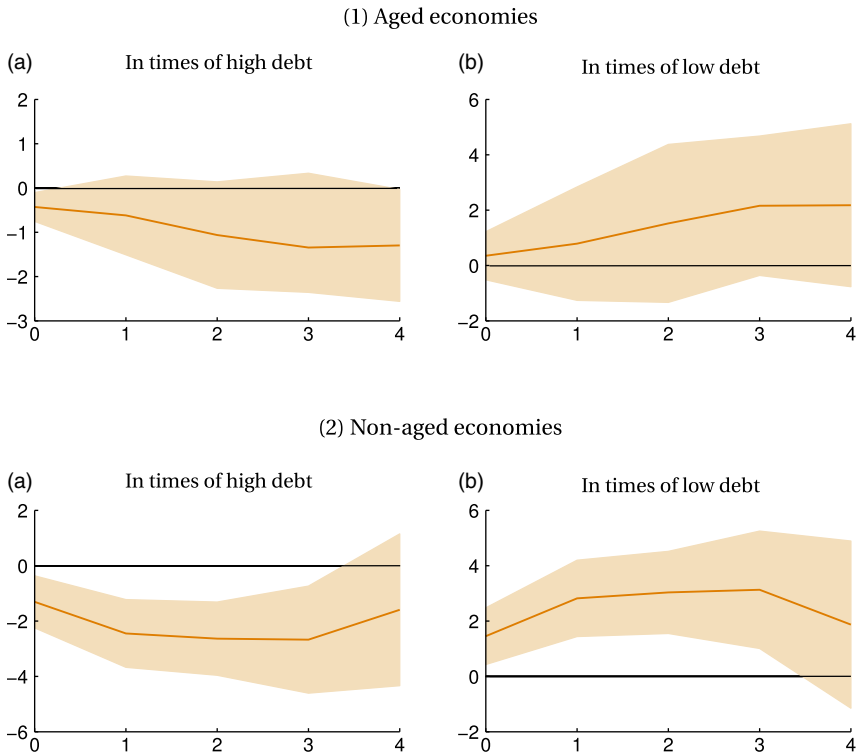 (1) Aged economies
(a) In times of high debt
2
1
0
−1
−2
−3
0 1 2 3 4
(b) In times of low debt
6
4
2
0
−2
0 1 2 3 4
(2) Non-aged economies
(a) In times of high debt
2
0
−2
−4
−6
0 1 2 3 4
(b) In times of low debt
6
4
2
0
−2
0 1 2 3 4